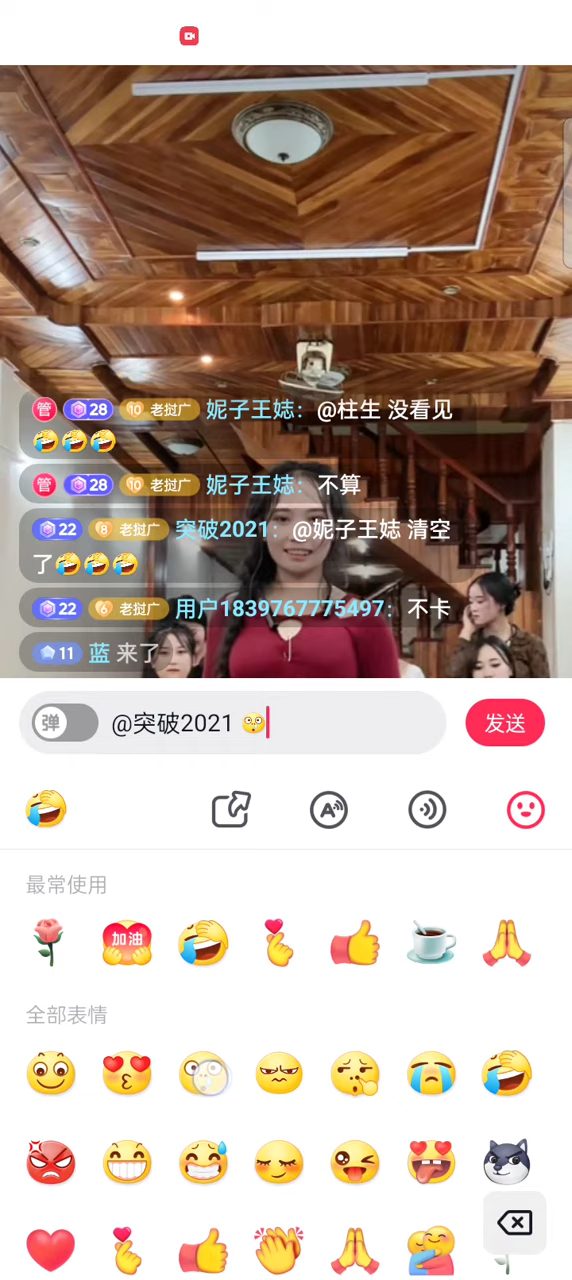 管 28 10 老挝广 妮子王娡：@柱生 没看见
管 28 10 老挝广 妮子王娡：不算
22 8 老挝广 突破2021：@妮子王娡 清空
了
22 6 老挝广 用户1839767775497：不卡
11 蓝 来了
弹 @突破2021 发送
最常使用
加油
全部表情